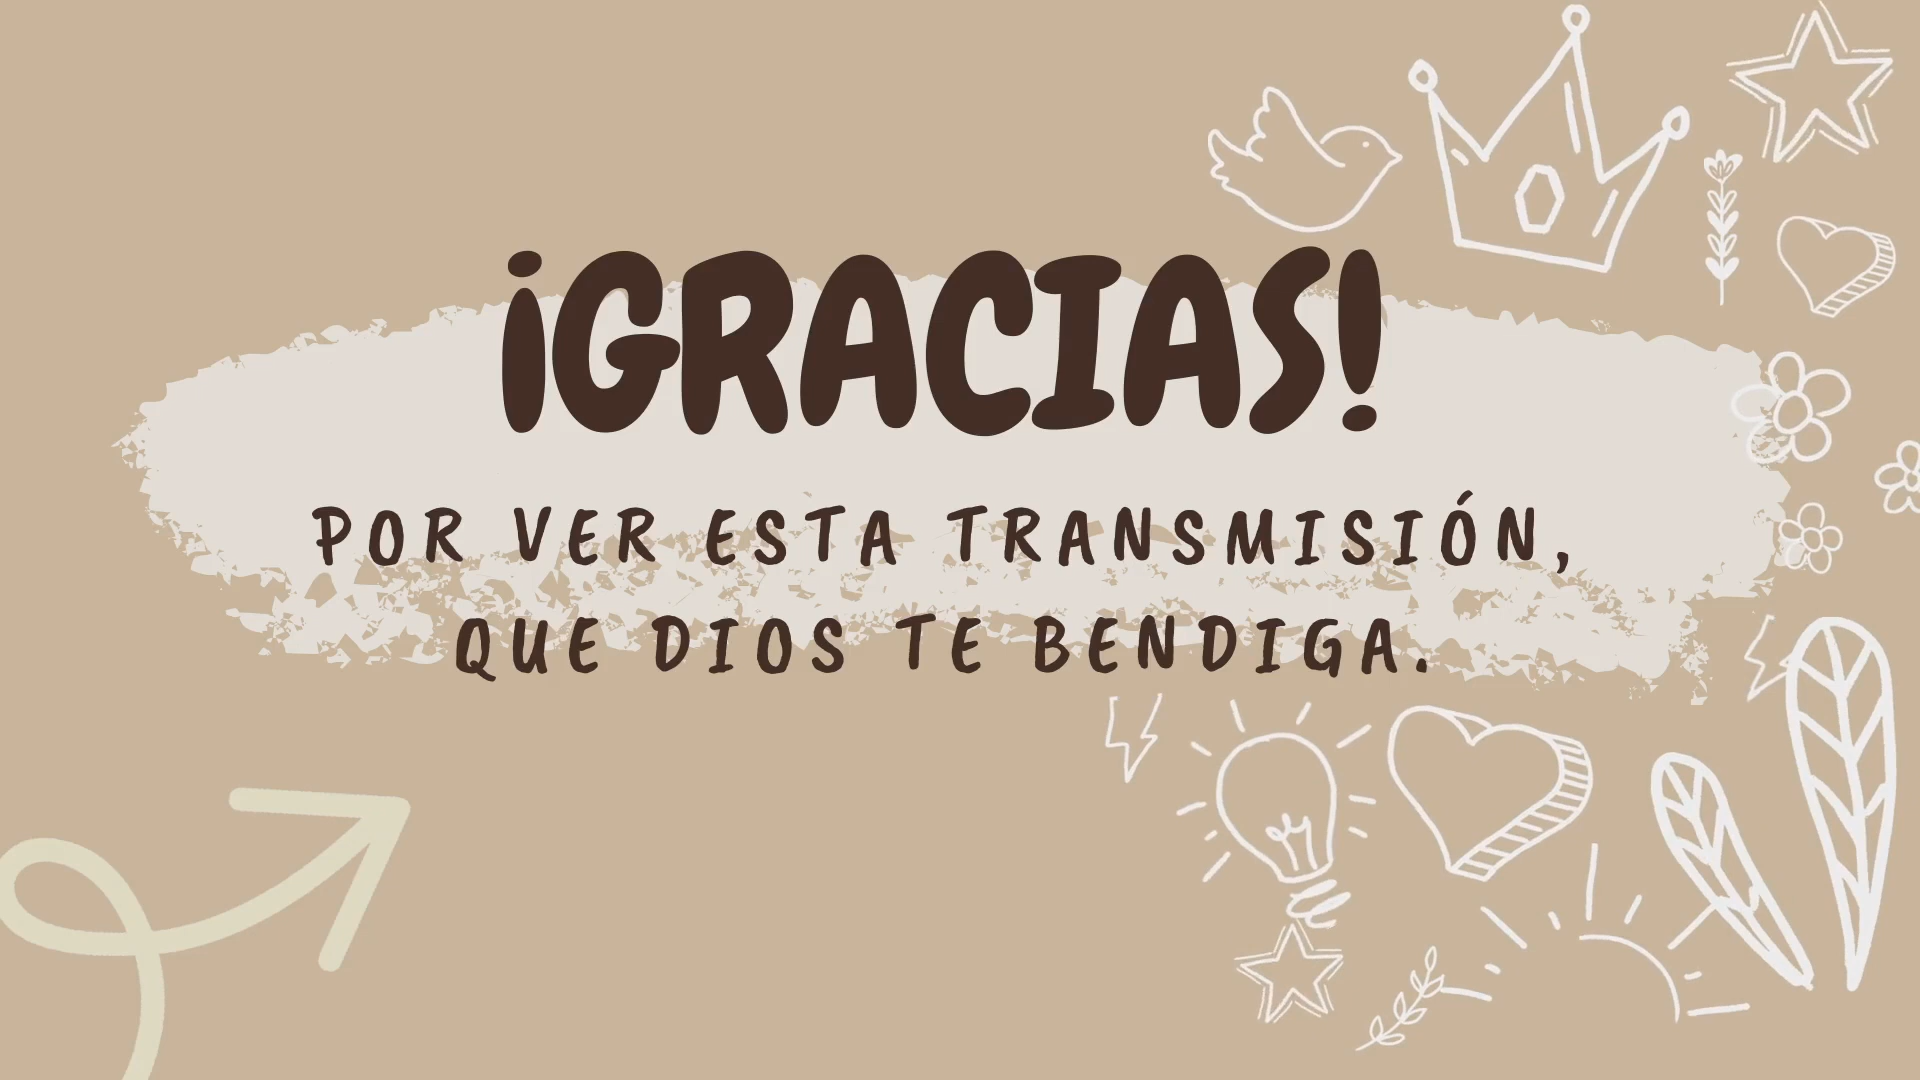 ¡GRACIAS!
POR VER ESTA TRANSMISIÓN,
QUE DIOS TE BENDIGA.